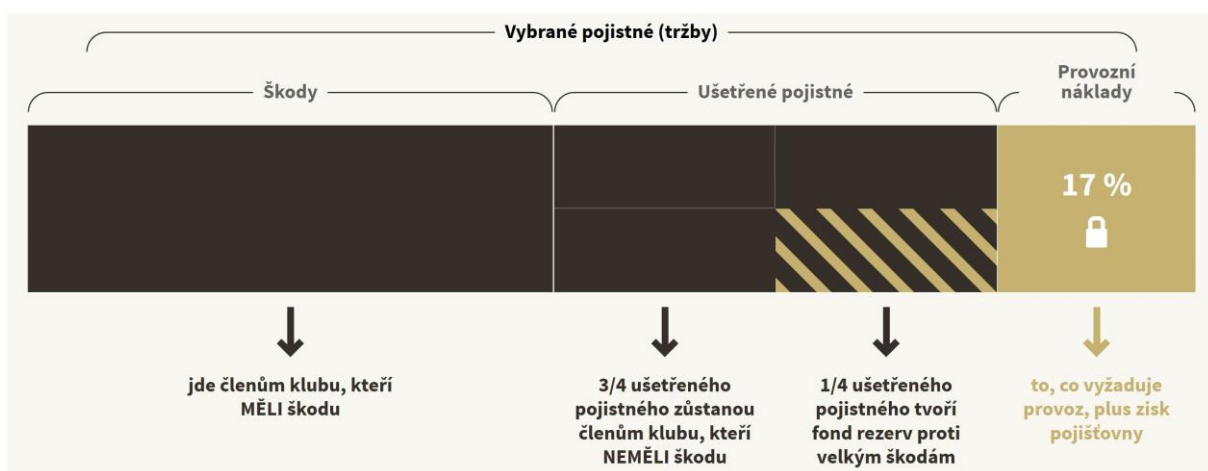 Vybrané pojistné (tržby)
Škody
Ušetřené pojistné
Provozní
náklady
17 %
jde členům klubu, kteří
MĚLI škodu
3/4 ušetřeného
pojistného zůstanou
členům klubu, kteří
NEMĚLI škodu
1/4 ušetřeného
pojistného tvoří
fond rezerv proti
velkým škodám
to, co vyžaduje
provoz, plus zisk
pojišťovny